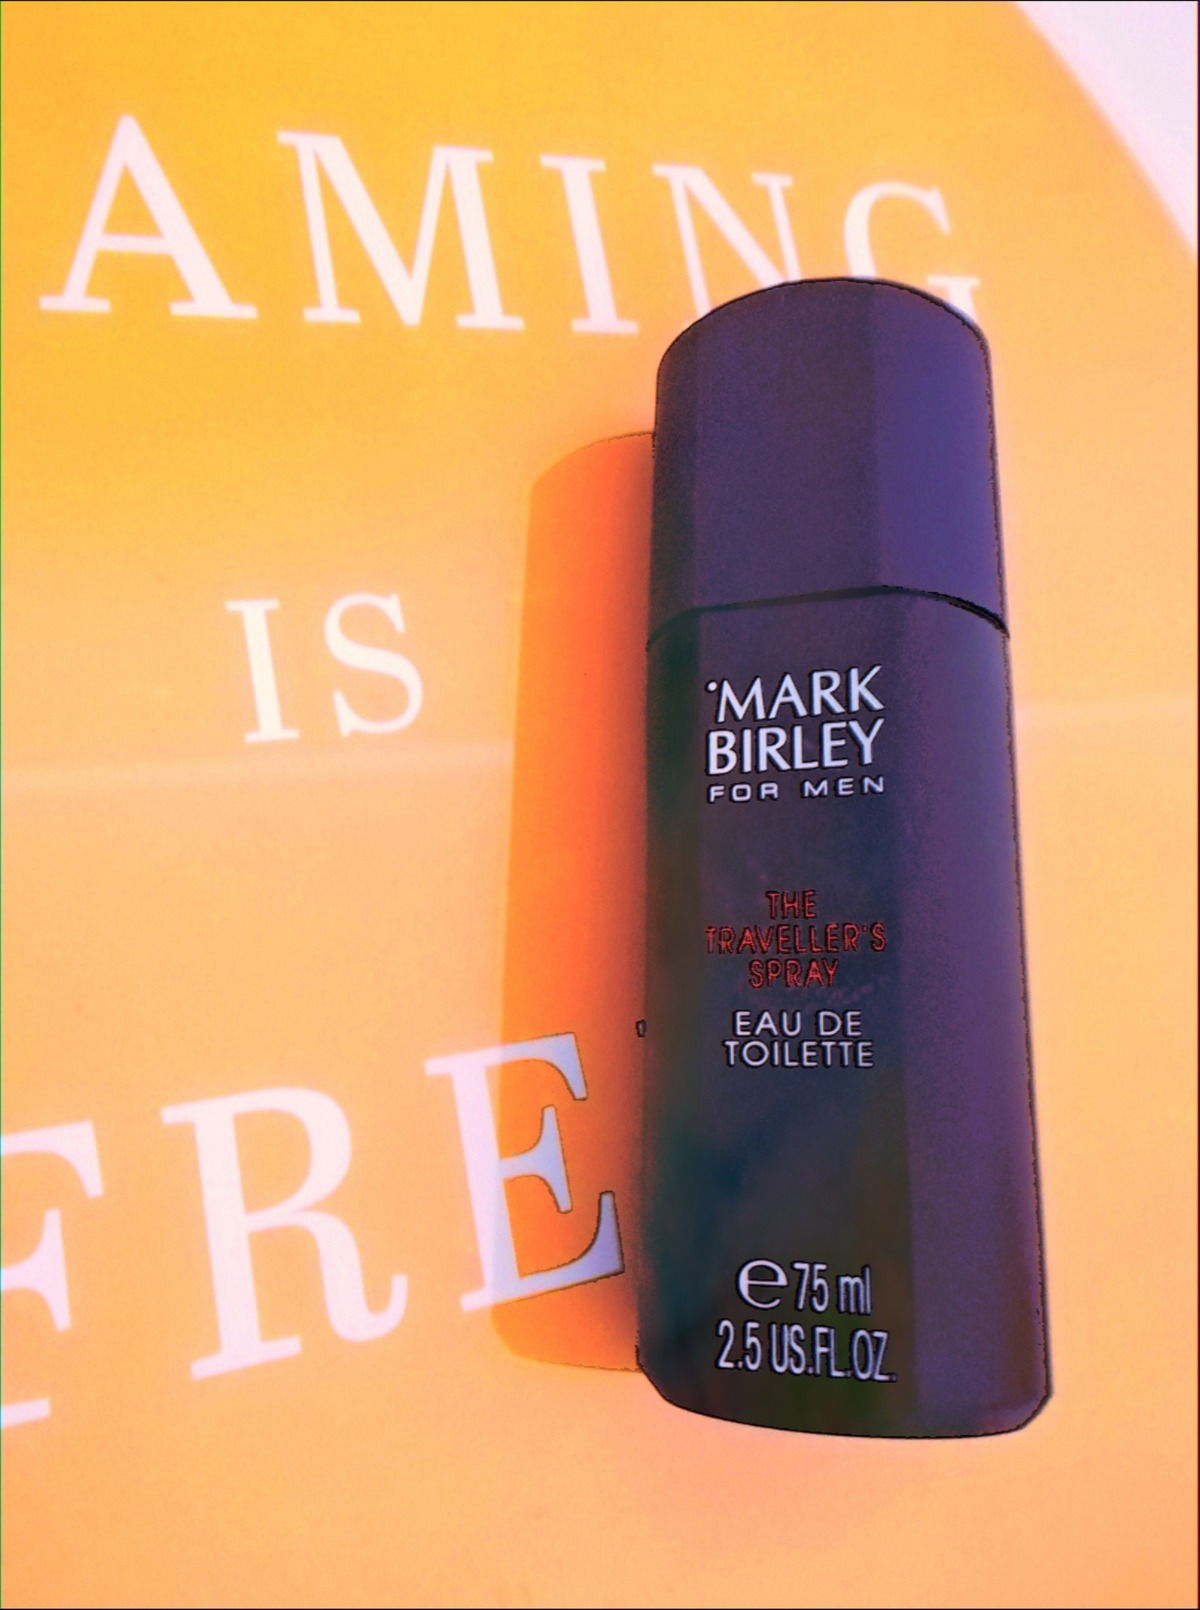 AMING
IS
FRE
MARK
BIRLEY
FOR MEN
THE
TRAVELLER'S
SPRAY
EAU DE
TOILETTE
e 75 ml
2.5 US.FL.OZ.